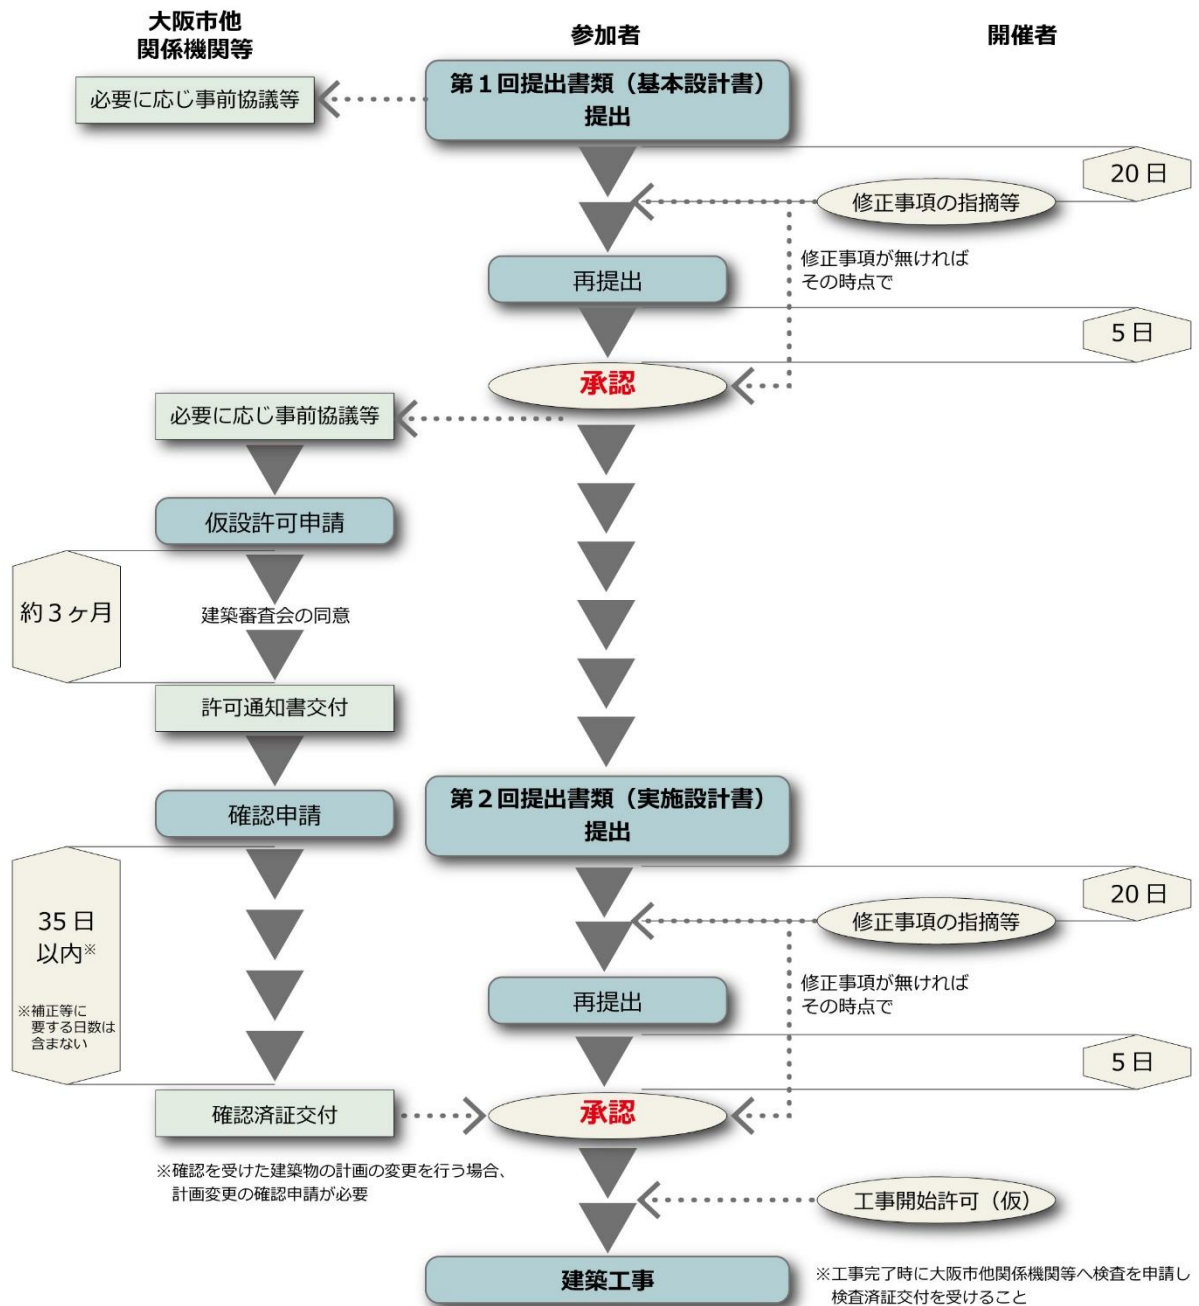 大阪市他
関係機関等
参加者
開催者
必要に応じ事前協議等
第1回提出書類（基本設計書）
提出
20日
修正事項の指摘等
修正事項が無ければ
その時点で
再提出
5日
承認
必要に応じ事前協議等
仮設許可申請
約3ヶ月
建築審査会の同意
許可通知書交付
確認申請
第2回提出書類（実施設計書）
提出
35日
以内※
※補正等に
要する日数は
含まない
20日
修正事項の指摘等
修正事項が無ければ
その時点で
再提出
5日
確認済証交付
承認
※確認を受けた建築物の計画の変更を行う場合、
計画変更の確認申請が必要
工事開始許可（仮）
建築工事
※工事完了時に大阪市他関係機関等へ検査を申請し
検査済証交付を受けること